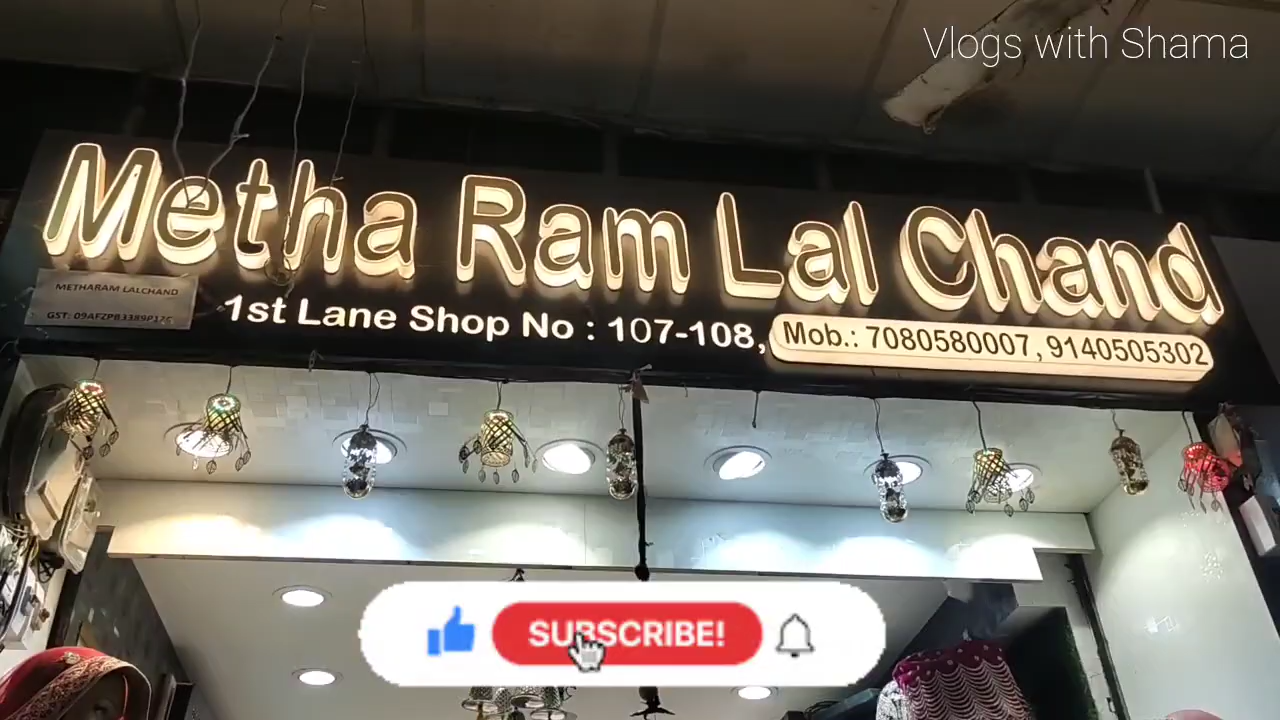 Vlogs with Shama
Metha Ram Lal Chand
METHARAM LALCHAND
1st Lane Shop No : 107-108,
Mob.: 7080580007, 9140505302
SUBSCRIBE!